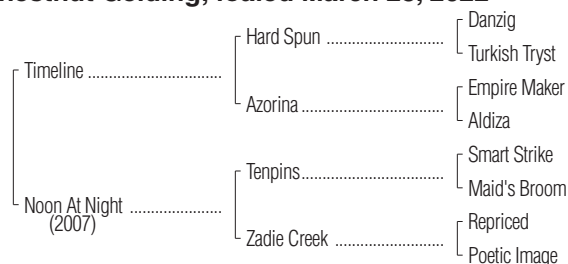 Chestnut Gelding; foaled March 28, 2022
Danzig
Hard Spun ..............................
Turkish Tryst
Timeline ..................................
Empire Maker
Azorina...................................
Aldiza
Smart Strike
Tenpins...................................
Maid's Broom
Noon At Night .......................
(2007)
Repriced
Zadie Creek ............................
Poetic Image